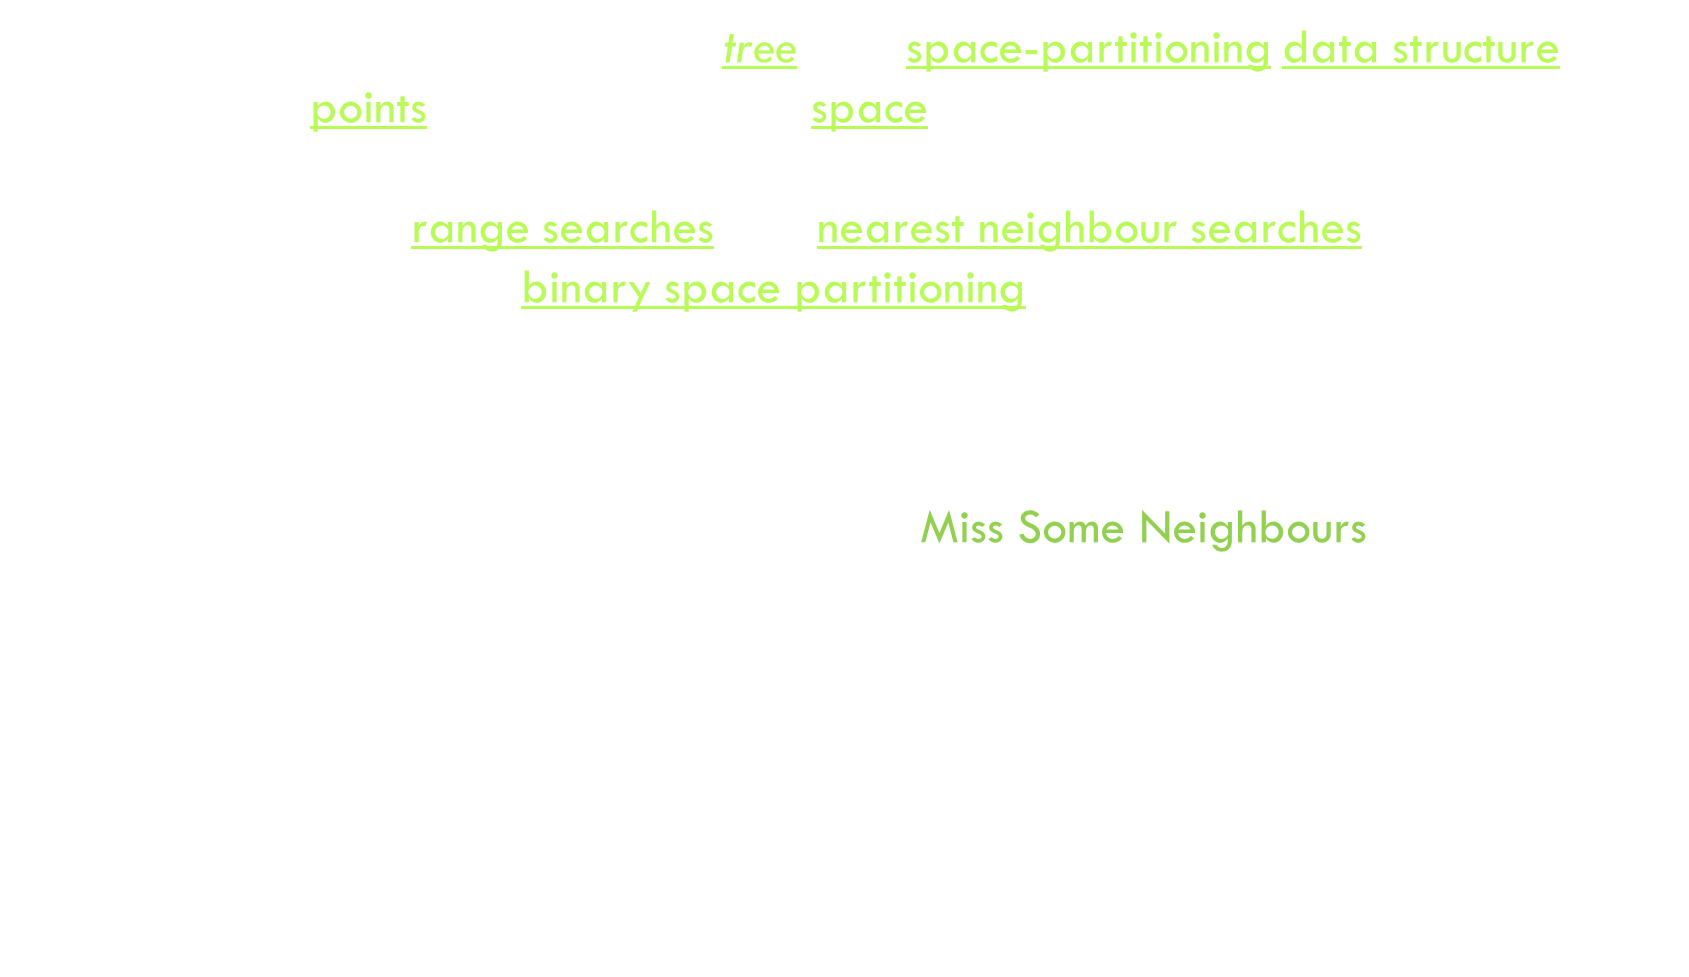 tree space-partitioning data structure
points space
range searches nearest neighbour searches
binary space partitioning
Miss Some Neighbours